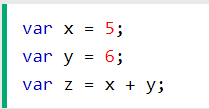 var x = 5;
var y = 6;
var z = x + y;